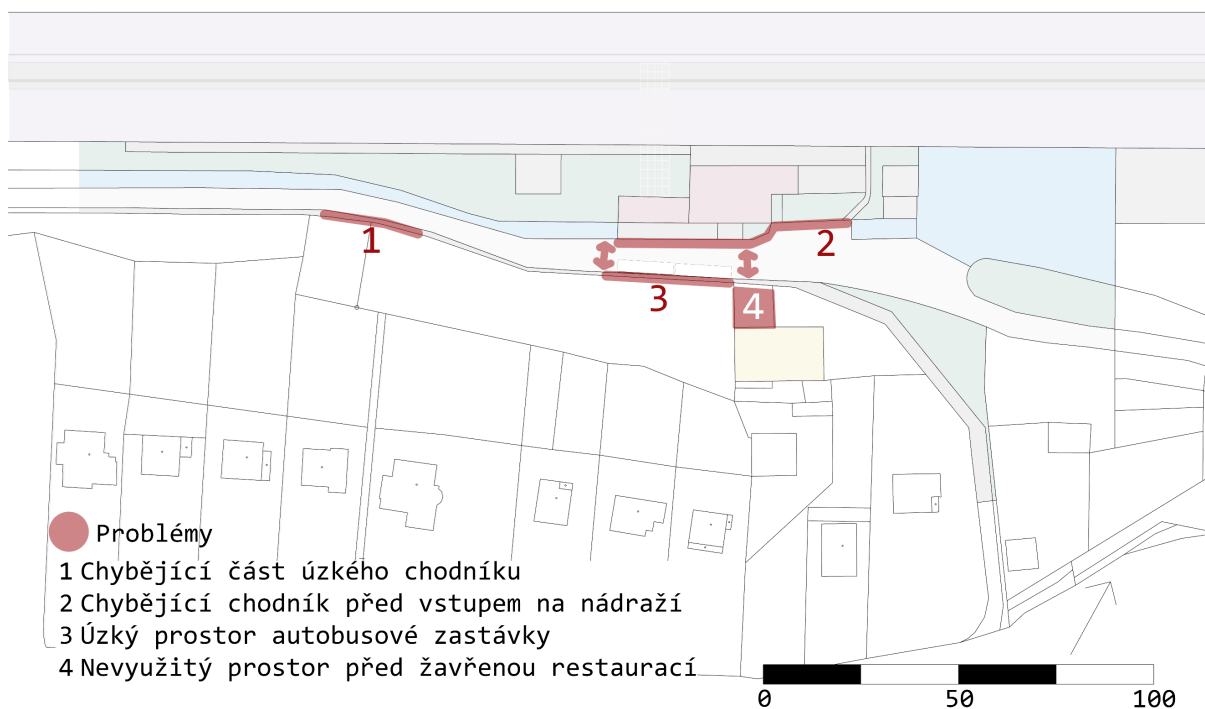 1
2
3
4
Problémy
1 Chybějící část úzkého chodníku
2 Chybějící chodník před vstupem na nádraží
3 Úzký prostor autobusové zastávky
4 Nevyužitý prostor před žavřenou restaurací
0 50 100